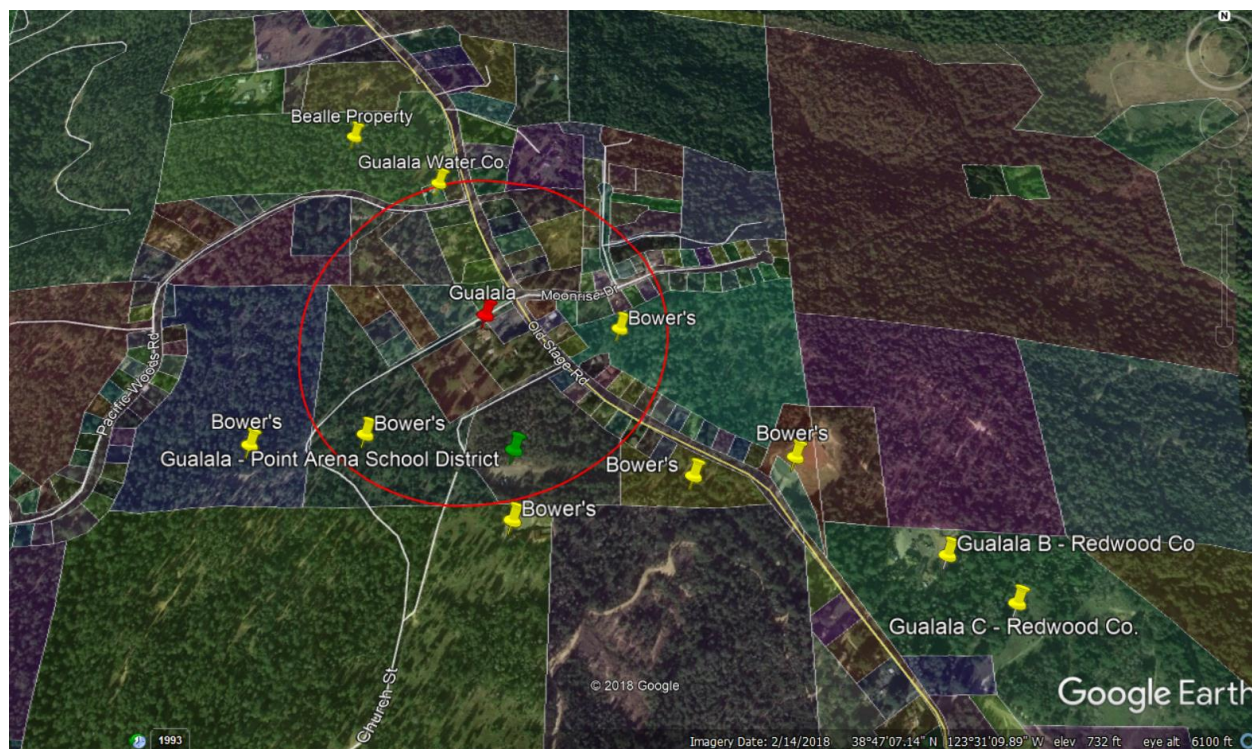 N
Bealle Property
Gualala Water Co.
Gualala
Moonrise Dr
Bower's
Old Stage Rd
Pacific Woods Rd
Bower's
Bower's
Gualala - Point Arena School District
Bower's
Bower's
Bower's
Gualala B - Redwood Co
Gualala C - Redwood Co.
Church St
© 2018 Google
Google Earth
1993
Imagery Date: 2/14/2018 38°47'07.14" N 123°31'09.89" W elev 732 ft eye alt 6100 ft